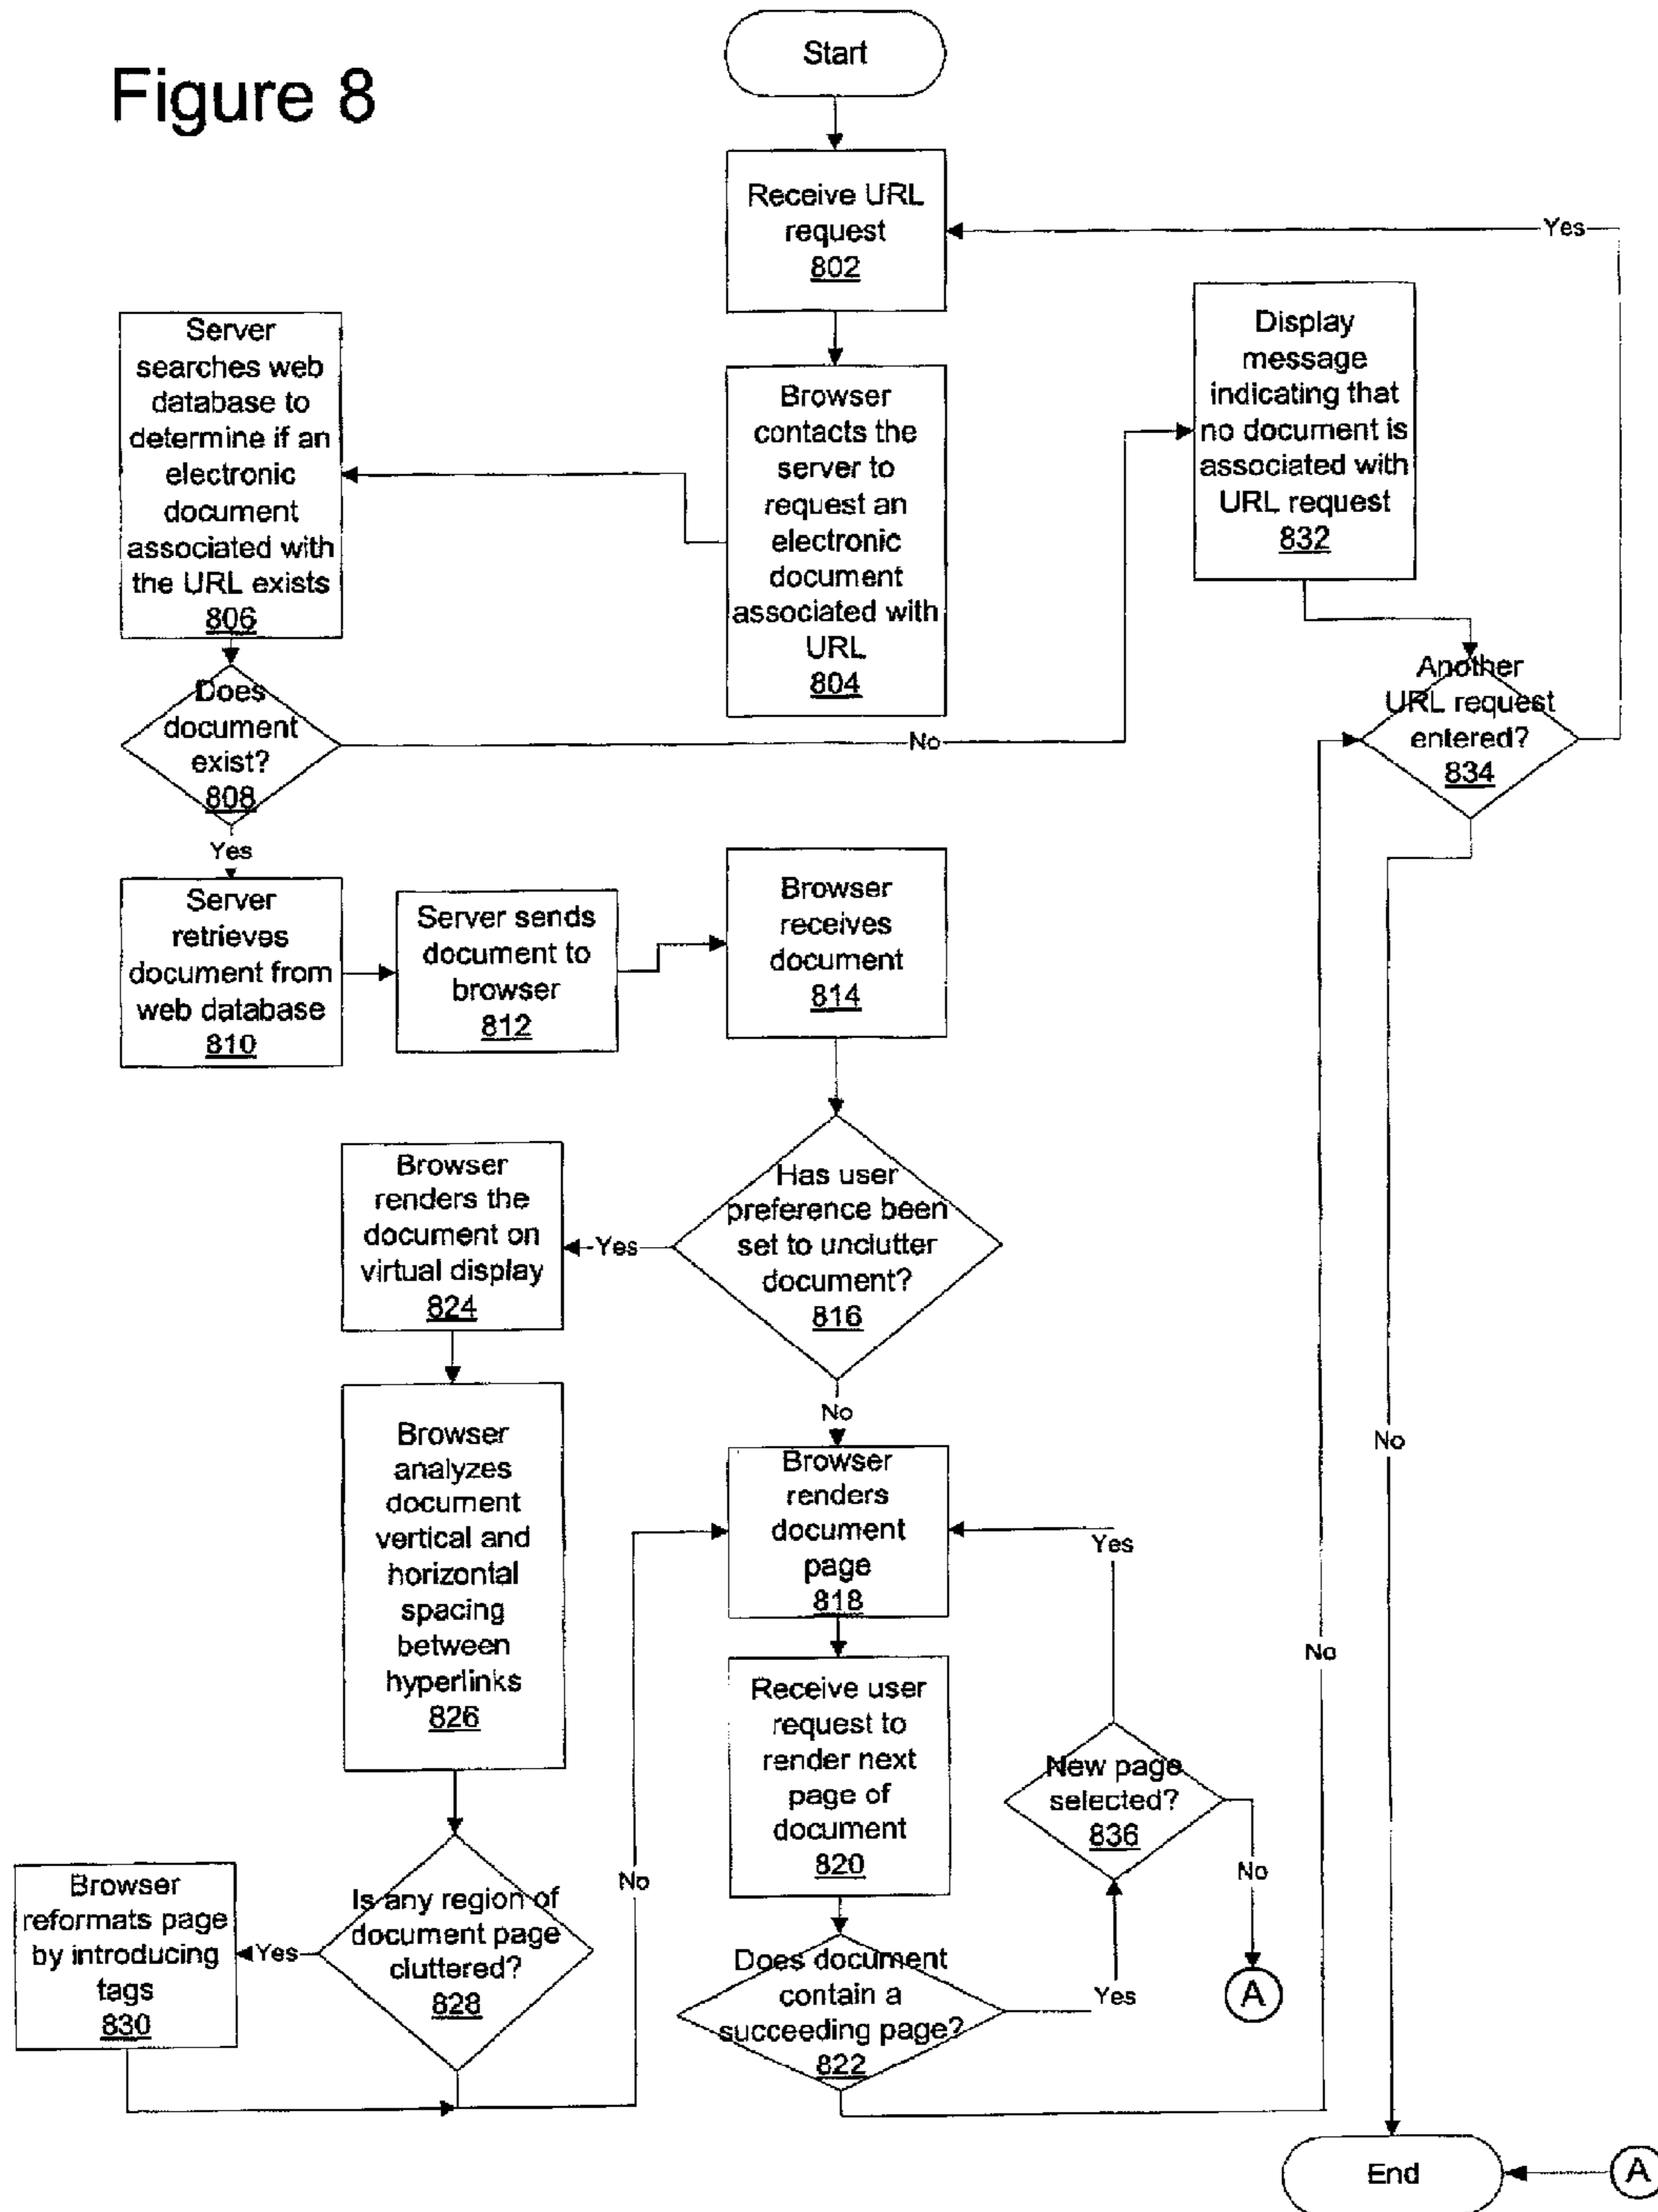 Figure 8
Start
Receive URL
request
802
Yes
Server
searches web
database to
determine if an
electronic
document
associated with
the URL exists
806
Browser
contacts the
server to
request an
electronic
document
associated with
URL
804
Display
message
indicating that
no document is
associated with
URL request
832
Another
URL request
entered?
834
Does
document
exist?
808
No
Yes
Server
retrieves
document from
web database
810
Server sends
document to
browser
812
Browser
receives
document
814
Has user
preference been
set to unclutter
document?
816
Yes
Browser
renders the
document on
virtual display
824
No
No
Browser
analyzes
document
vertical and
horizontal
spacing
between
hyperlinks
826
Browser
renders
document
page
818
Yes
No
Receive user
request to
render next
page of
document
820
New page
selected?
836
No
A
Is any region of
document page
cluttered?
828
Yes
No
Browser
reformats page
by introducing
tags
830
Does document
contain a
succeeding page?
822
Yes
End
A